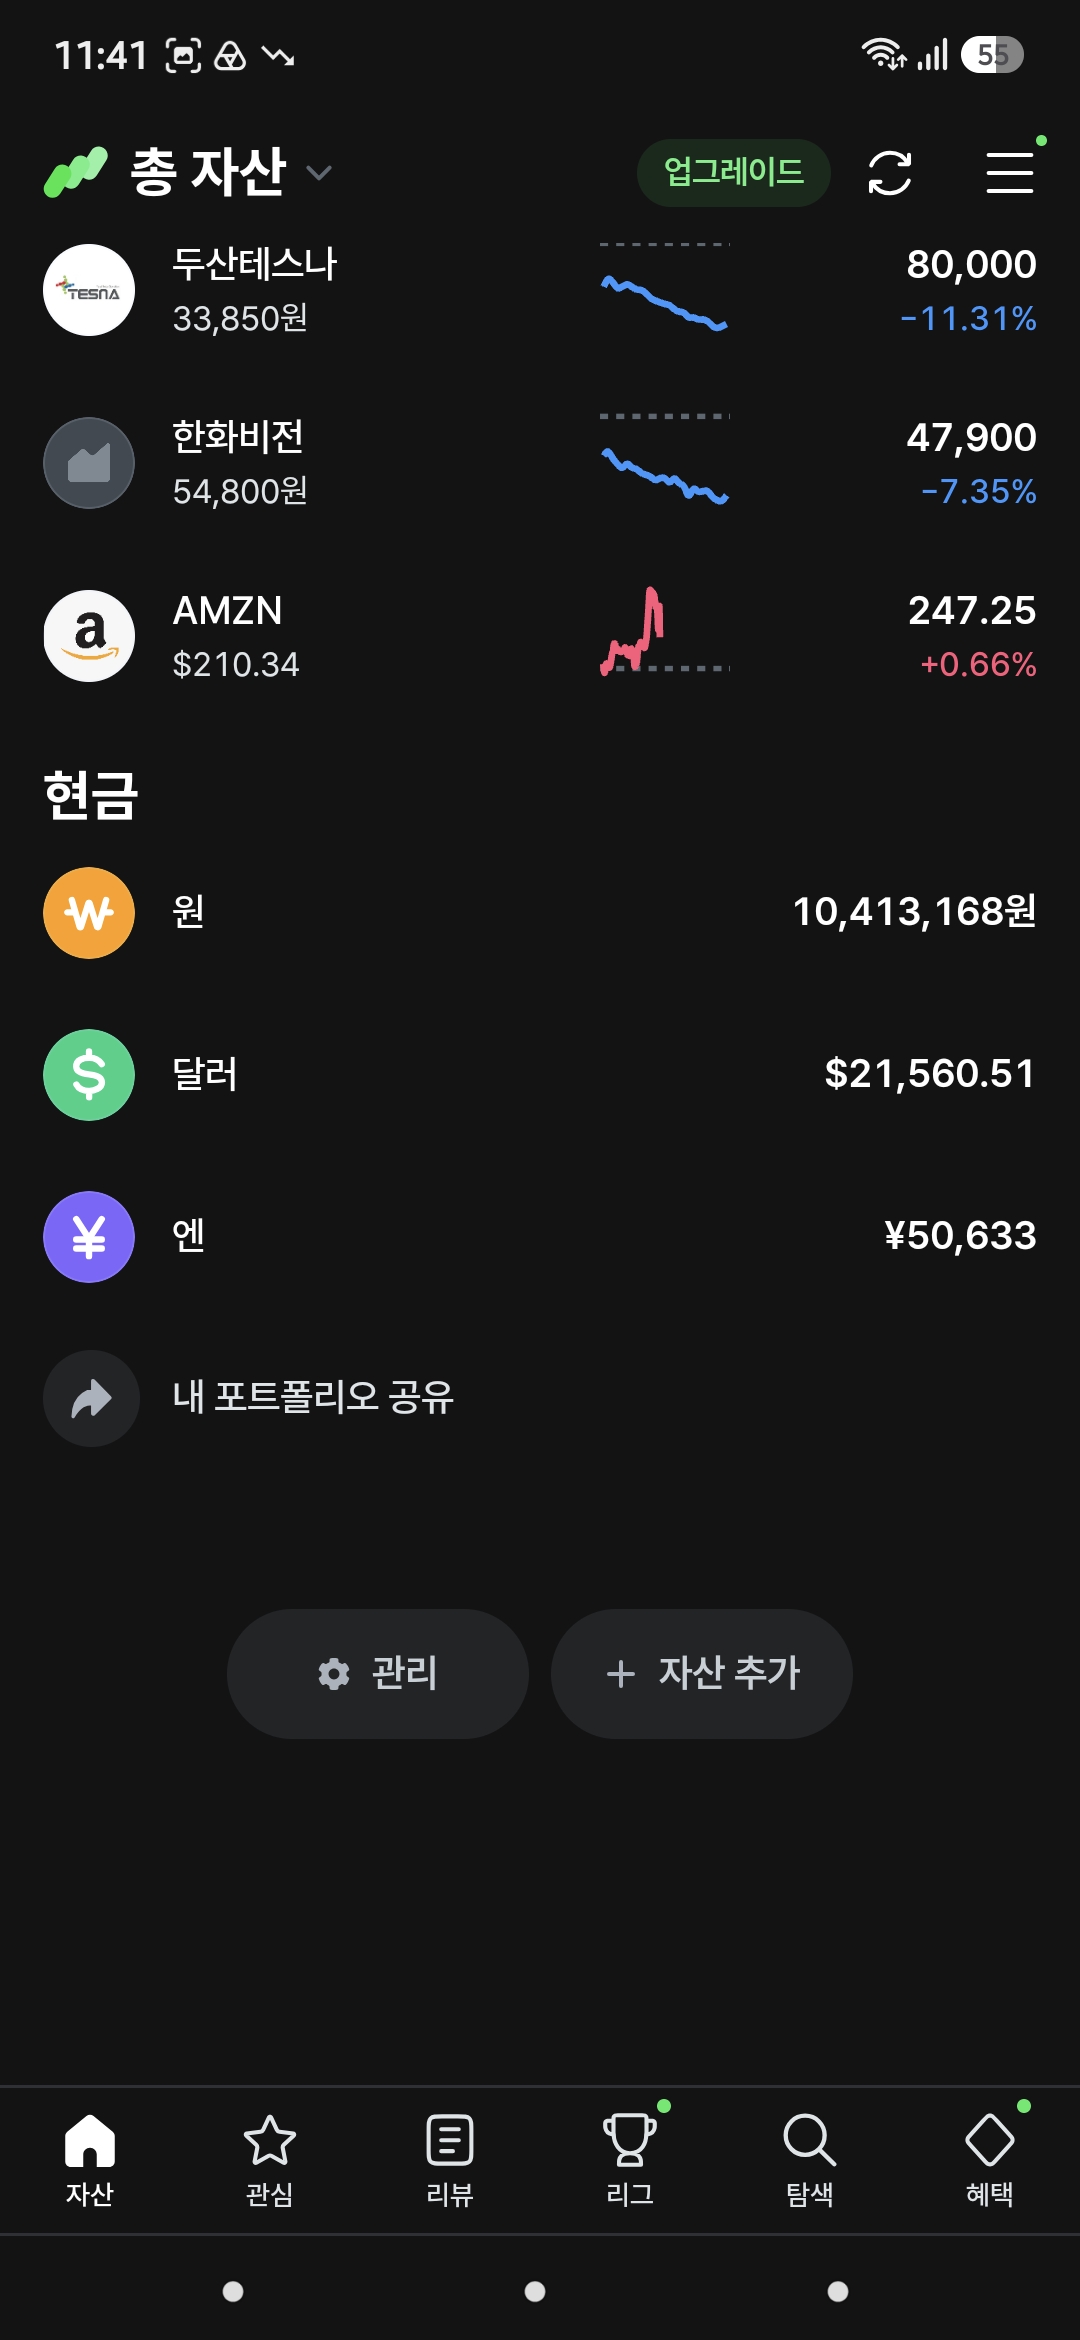 11:41
55
총 자산
업그레이드
TESNA
두산테스나
80,000
33,850원
-11.31%
한화비전
47,900
54,800원
-7.35%
a
AMZN
247.25
$210.34
+0.66%
현금
원
10,413,168원
달러
$21,560.51
엔
¥50,633
내 포트폴리오 공유
관리
자산 추가
자산
관심
리뷰
리그
탐색
혜택